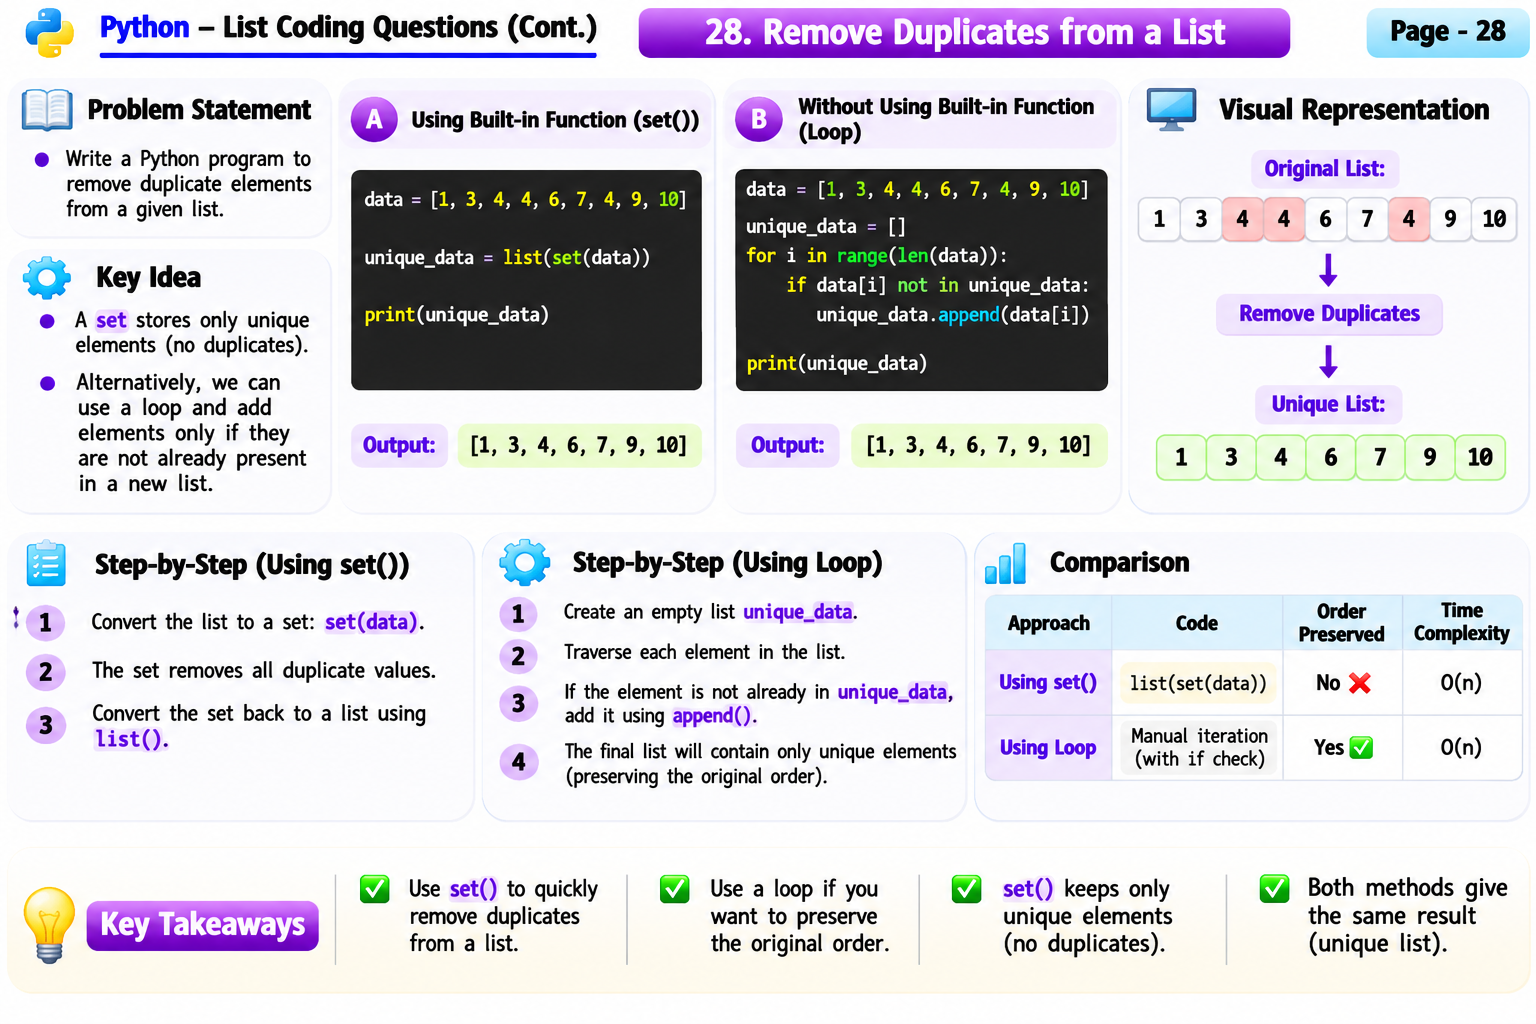 Python – List Coding Questions (Cont.)
28. Remove Duplicates from a List
Page - 28
Problem Statement
Write a Python program to
remove duplicate elements
from a given list.
Key Idea
A set stores only unique
elements (no duplicates).
Alternatively, we can
use a loop and add
elements only if they
are not already present
in a new list.
A
Using Built-in Function (set())
data = [1, 3, 4, 4, 6, 7, 4, 9, 10]
unique_data = list(set(data))
print(unique_data)
Output:
[1, 3, 4, 6, 7, 9, 10]
B
Without Using Built-in Function
(Loop)
data = [1, 3, 4, 4, 6, 7, 4, 9, 10]
unique_data = []
for i in range(len(data)):
    if data[i] not in unique_data:
        unique_data.append(data[i])
print(unique_data)
Output:
[1, 3, 4, 6, 7, 9, 10]
Visual Representation
Original List:
1 3 4 4 6 7 4 9 10
Remove Duplicates
Unique List:
1 3 4 6 7 9 10
Step-by-Step (Using set())
1 Convert the list to a set: set(data).
2 The set removes all duplicate values.
3 Convert the set back to a list using
list().
Step-by-Step (Using Loop)
1 Create an empty list unique_data.
2 Traverse each element in the list.
3 If the element is not already in unique_data,
add it using append().
4 The final list will contain only unique elements
(preserving the original order).
Comparison
Approach Code Order Preserved Time Complexity
Using set() list(set(data)) No ❌ O(n)
Using Loop Manual iteration (with if check) Yes ✅ O(n)
Key Takeaways
✅ Use set() to quickly
remove duplicates
from a list.
✅ Use a loop if you
want to preserve
the original order.
✅ set() keeps only
unique elements
(no duplicates).
✅ Both methods give
the same result
(unique list).